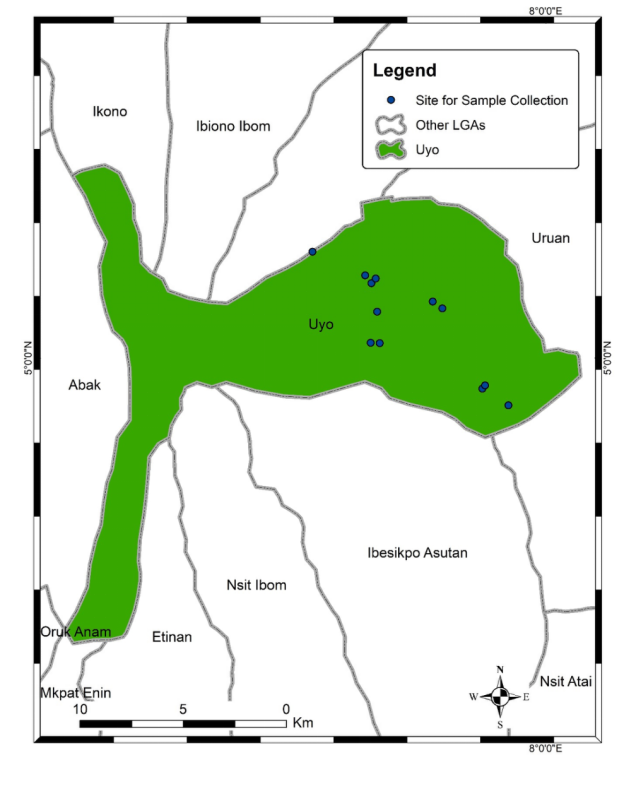 8°0'0"E
Legend
Site for Sample Collection
Other LGAs
Uyo
Ikono
Ibiono Ibom
Uruan
Uyo
5°0'0"N
5°0'0"N
Abak
Ibesikpo Asutan
Nsit Ibom
Oruk Anam
Etinan
Nsit Atai
Mkpat Enin
N
W
E
S
10 5 0
Km
8°0'0"E